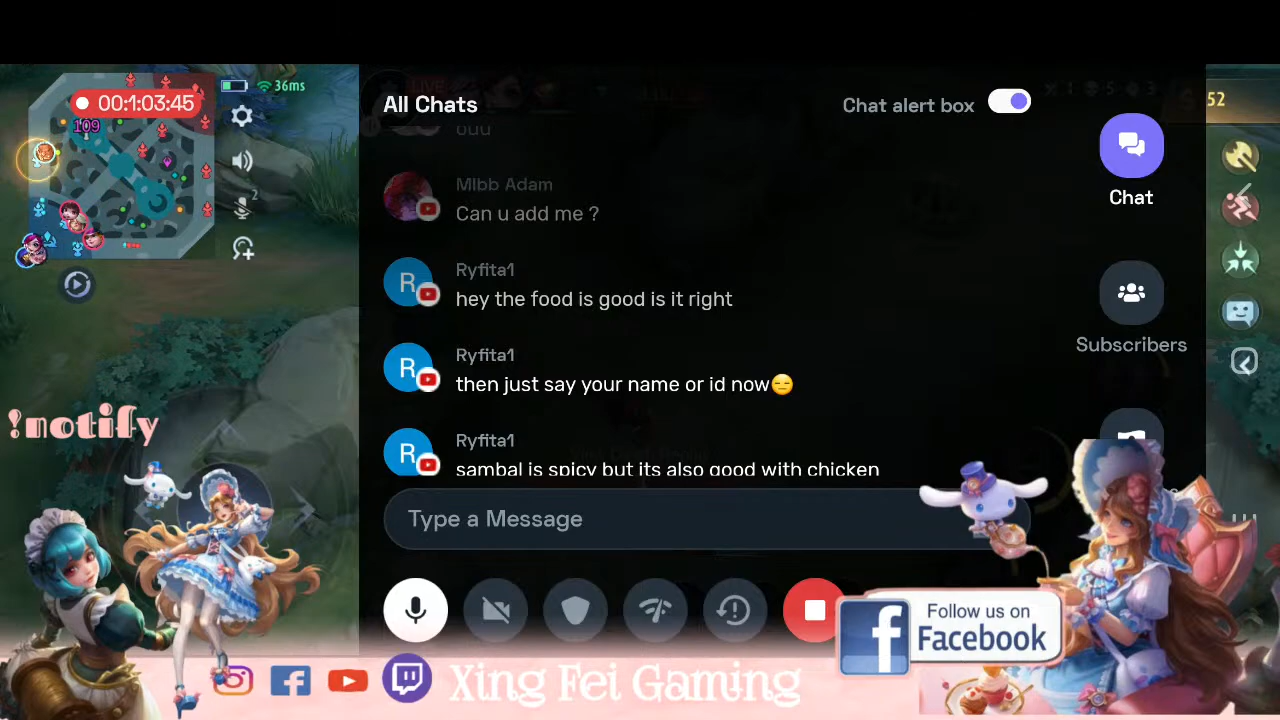 36ms
00:1:03:45
109
All Chats
Chat alert box
52
Mlbb Adam
Can u add me ?
Chat
Ryfita1
hey the food is good is it right
Subscribers
Ryfita1
then just say your name or id now😑
!notify
Ryfita1
sambal is spicy but its also good with chicken
Type a Message
Follow us on
Facebook
Xing Fei Gaming